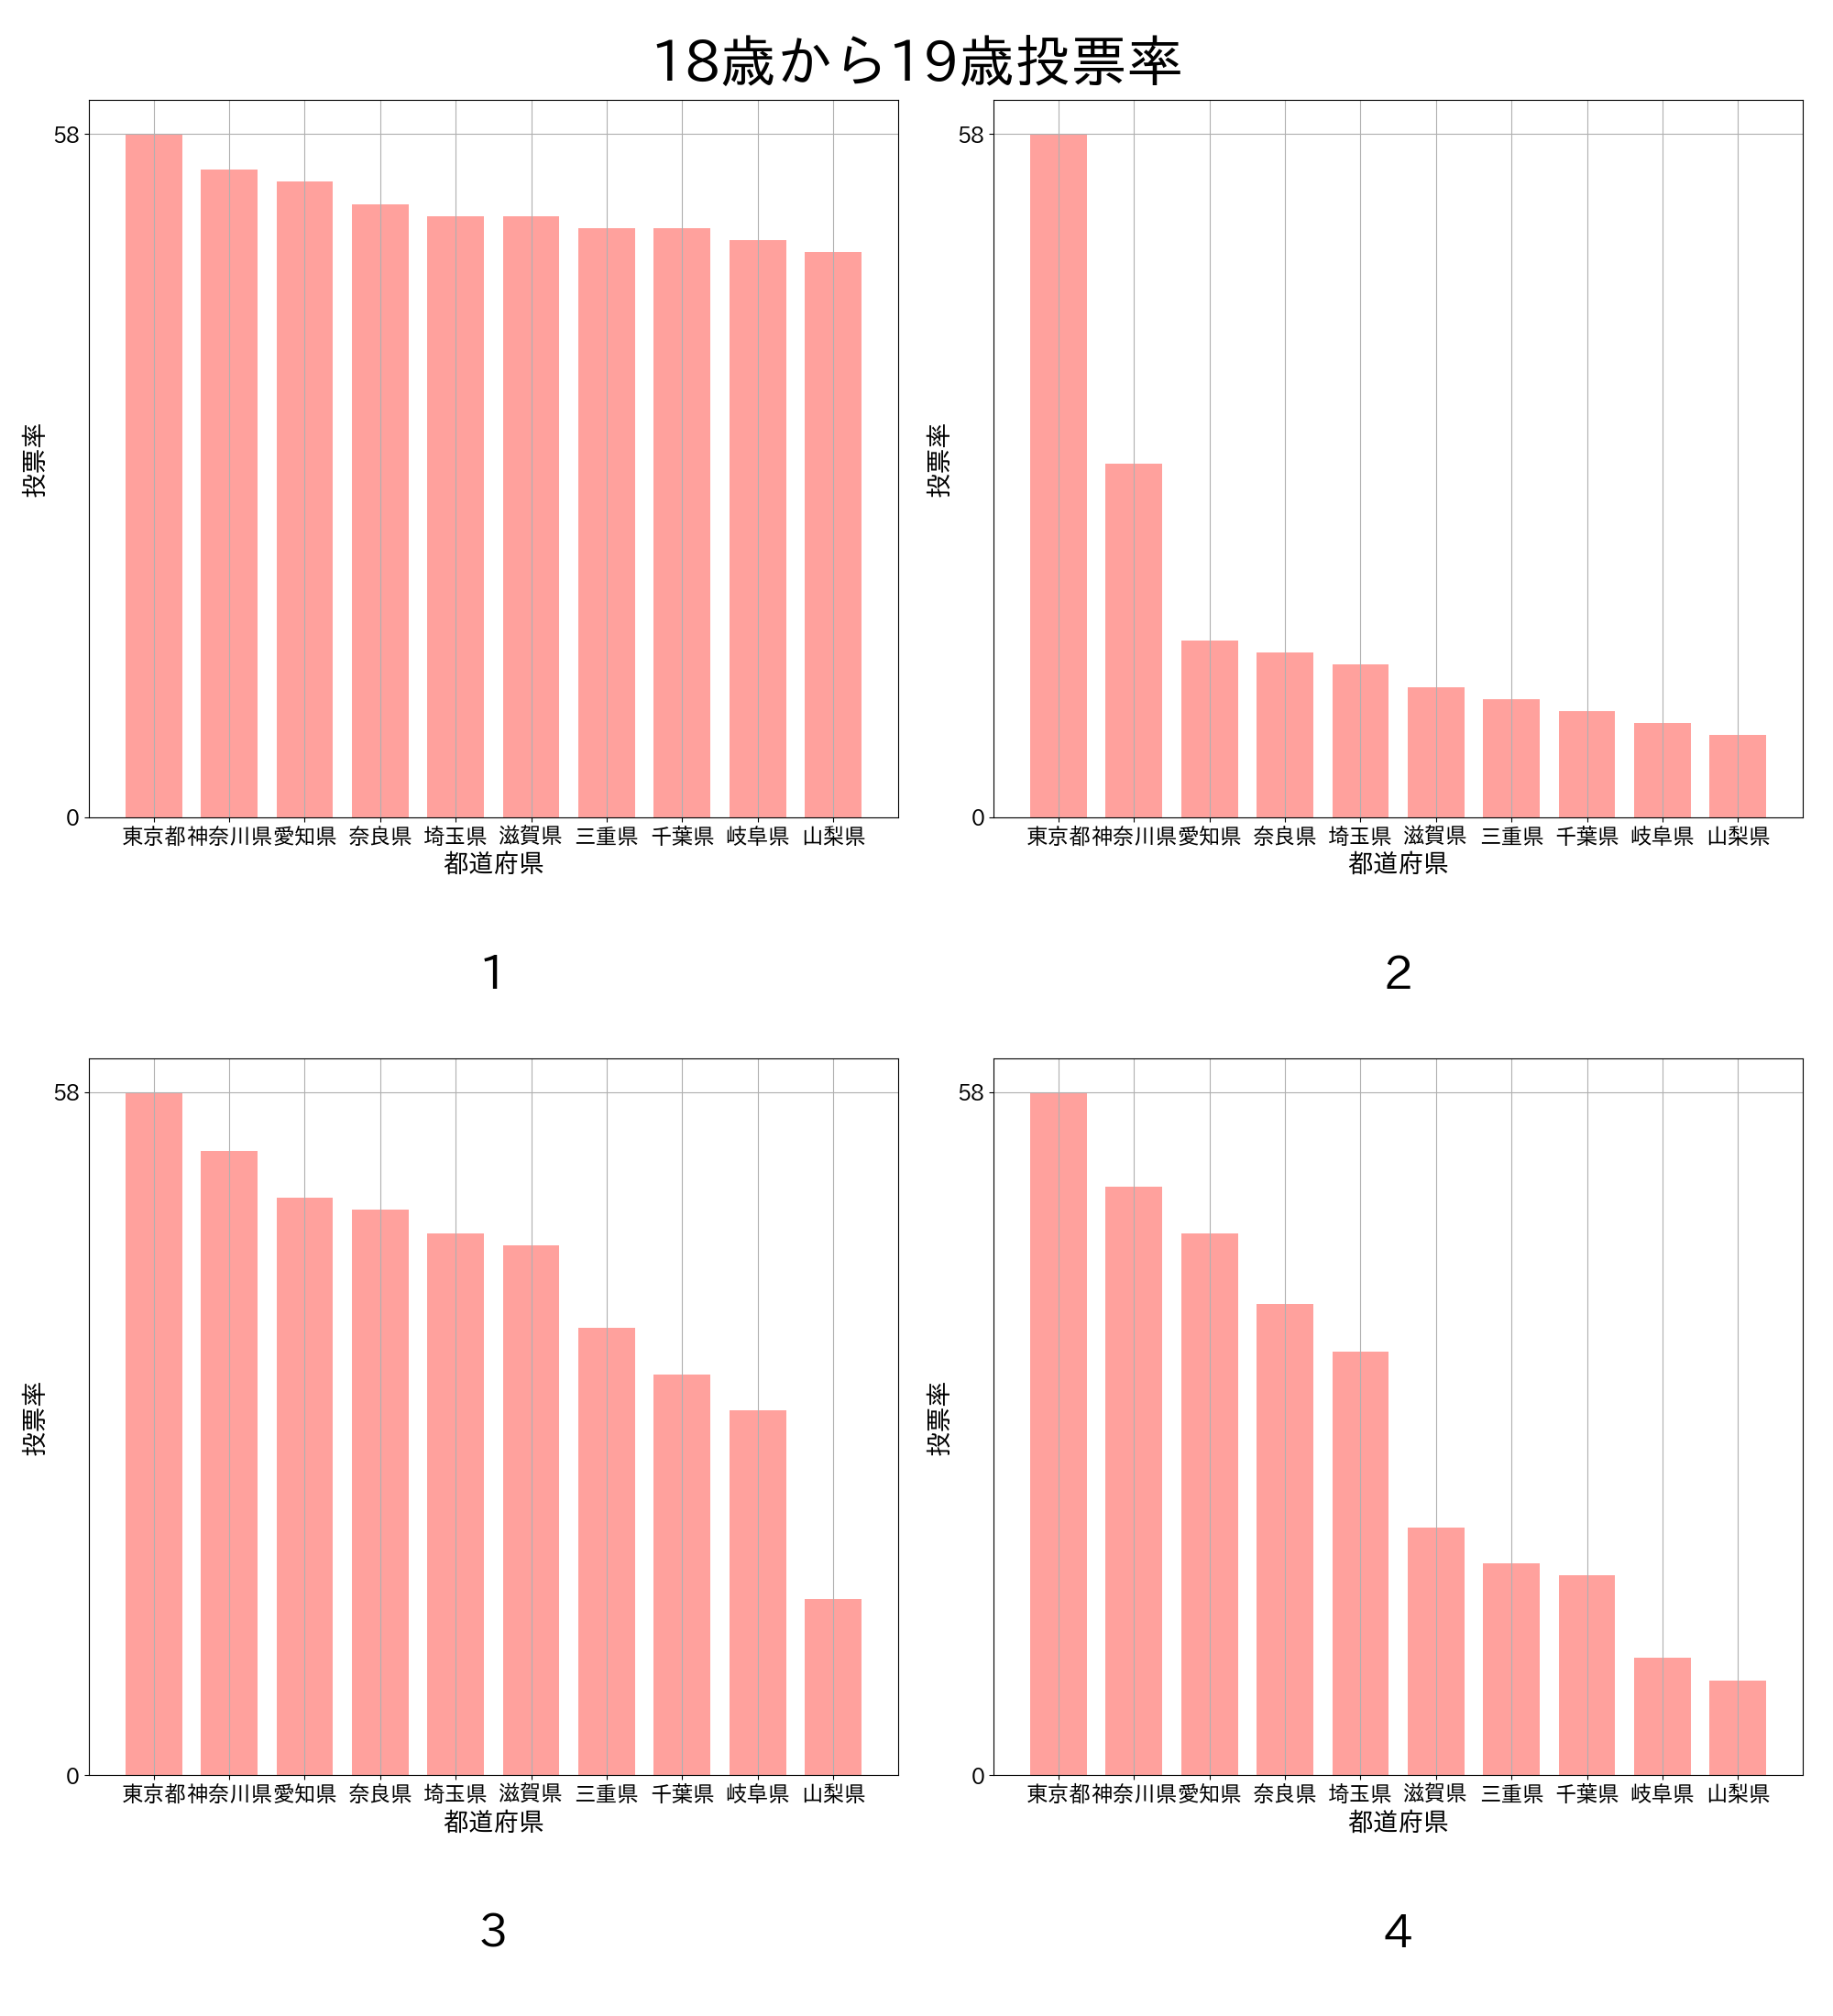 18歳から19歳投票率
58
0
投票率
東京都 神奈川県 愛知県 奈良県 埼玉県 滋賀県 三重県 千葉県 岐阜県 山梨県
都道府県
1
58
0
投票率
東京都 神奈川県 愛知県 奈良県 埼玉県 滋賀県 三重県 千葉県 岐阜県 山梨県
都道府県
2
58
0
投票率
東京都 神奈川県 愛知県 奈良県 埼玉県 滋賀県 三重県 千葉県 岐阜県 山梨県
都道府県
3
58
0
投票率
東京都 神奈川県 愛知県 奈良県 埼玉県 滋賀県 三重県 千葉県 岐阜県 山梨県
都道府県
4